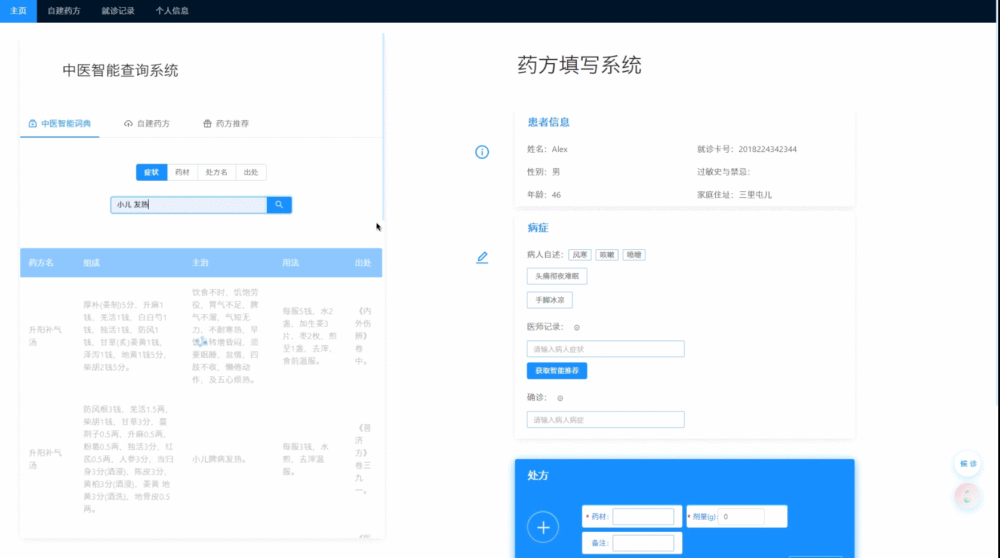 主页 自建药方 就诊记录 个人信息
中医智能查询系统
中医智能词典 自建药方 药方推荐
症状 药材 处方名 出处
小儿 发热
药方名 组成 主治 用法 出处
升阳补气
汤
厚朴(姜制)5分，升麻1
钱，羌活1钱，白白芍1
钱，独活1钱，防风1
钱，甘草(炙)姜黄1钱，
泽泻1钱，地黄1钱5分，
柴胡2钱5分。
饮食不时，饥饱劳
役，胃气不足，脾
气不溜，气短无
力，不耐寒热，早
转增昏闷，须
要眠睡，怠惰，四
肢不收，懒倦动
作，及五心烦热。
每服5钱，水2
盏，加生姜3
片，枣2枚，煎
至1盏，去滓，
食前温服。
《内
外伤
辨》
卷
中。
升阳补气
汤
防风根3钱，羌活1.5两，
柴胡1钱，甘草3分，蔓
荆子0.5两，升麻0.5两，
粉葛0.5两，独活3分，红
芪0.5两，人参3分，当归
身3分(酒浸)，陈皮3分，
黄柏3分(酒浸)，姜黄 地
黄3分(酒洗)，地骨皮0.5
两。
小儿脾病发热。
每服3钱，水
煎，去滓温
服。
《普
济
方》
卷三
九
一。
药方填写系统
患者信息
姓名：Alex 就诊卡号：2018224342344
性别：男 过敏史与禁忌：
年龄：46 家庭住址：三里屯儿
病症
病人自述： 风寒 咳嗽 喷嚏
头痛彻夜难眠
手脚冰凉
医师记录：
请输入病人症状
获取智能推荐
确诊：
请输入病人病症
处方
* 药材： * 剂量(g)： 0
备注：
候 诊